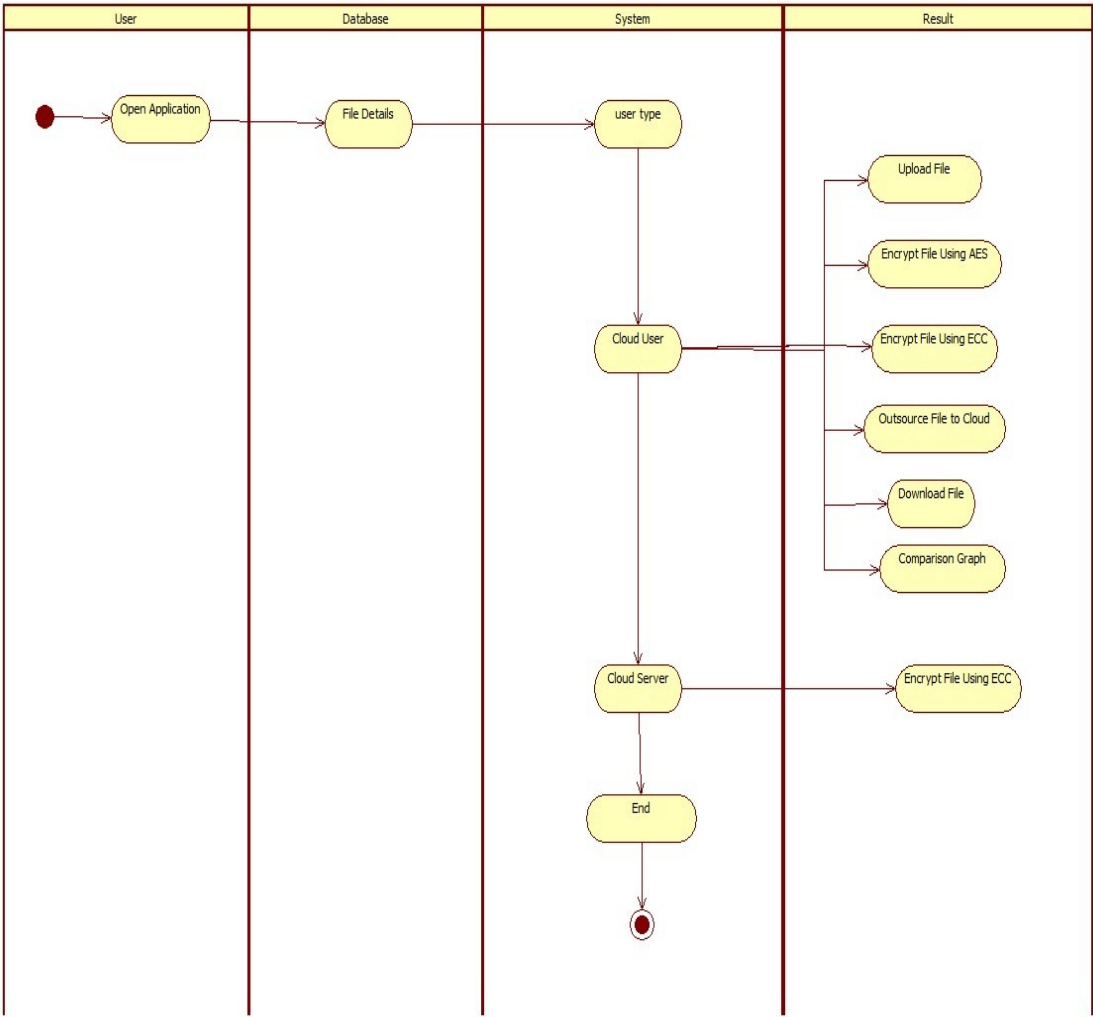 User
Database
System
Result
Open Application
File Details
user type
Upload File
Encrypt File Using AES
Cloud User
Encrypt File Using ECC
Outsource File to Cloud
Download File
Comparison Graph
Cloud Server
Encrypt File Using ECC
End